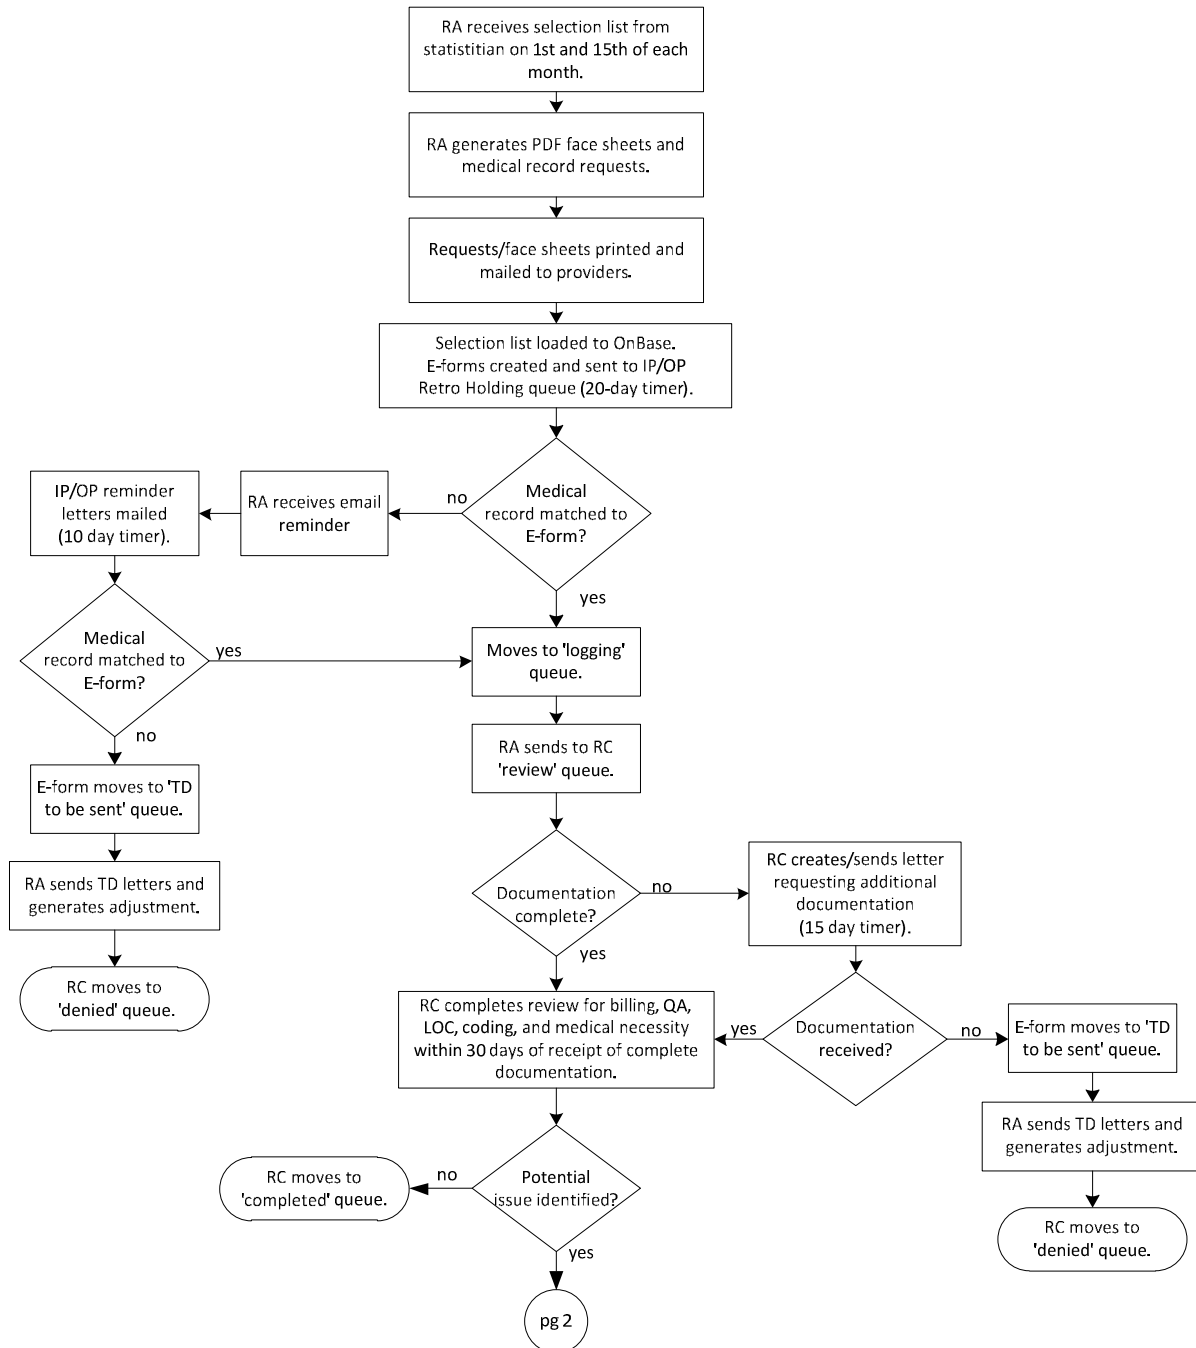 RA receives selection list from
statistitian on 1st and 15th of each
month.
RA generates PDF face sheets and
medical record requests.
Requests/face sheets printed and
mailed to providers.
Selection list loaded to OnBase.
E-forms created and sent to IP/OP
Retro Holding queue (20-day timer).
Medical
record matched to
E-form?
no
RA receives email
reminder
IP/OP reminder
letters mailed
(10 day timer).
yes
Medical
record matched to
E-form?
yes
Moves to 'logging'
queue.
no
RA sends to RC
'review' queue.
E-form moves to 'TD
to be sent' queue.
RA sends TD letters and
generates adjustment.
RC moves to
'denied' queue.
Documentation
complete?
no
RC creates/sends letter
requesting additional
documentation
(15 day timer).
yes
RC completes review for billing, QA,
LOC, coding, and medical necessity
within 30 days of receipt of complete
documentation.
yes
Documentation
received?
no
E-form moves to 'TD
to be sent' queue.
RA sends TD letters and
generates adjustment.
RC moves to
'denied' queue.
Potential
issue identified?
no
RC moves to
'completed' queue.
yes
pg 2